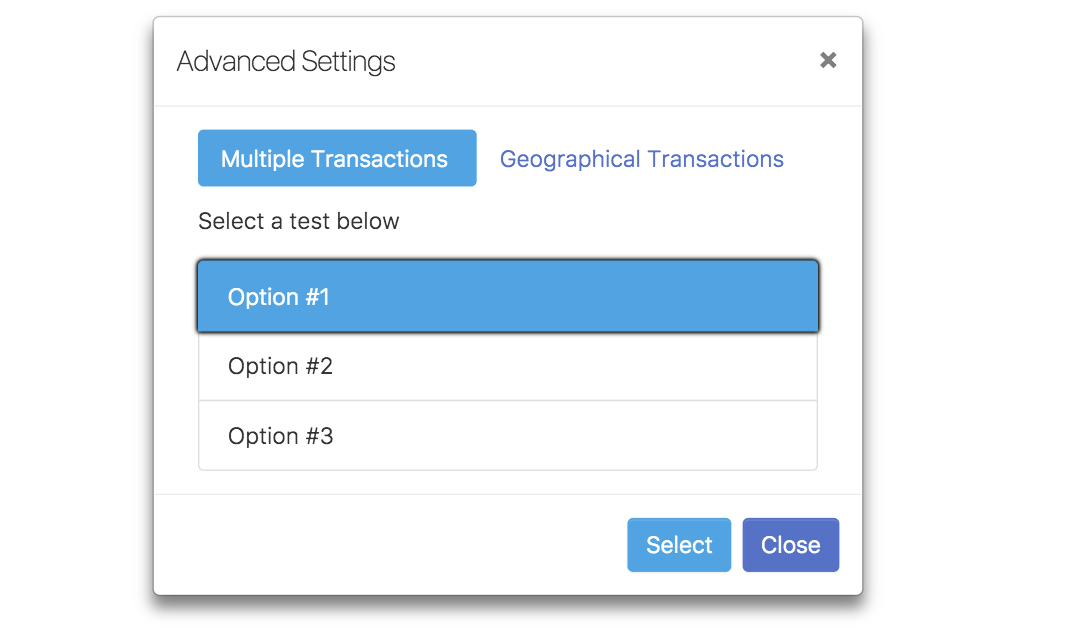 Advanced Settings ×
Multiple Transactions Geographical Transactions
Select a test below
Option #1
Option #2
Option #3
Select Close